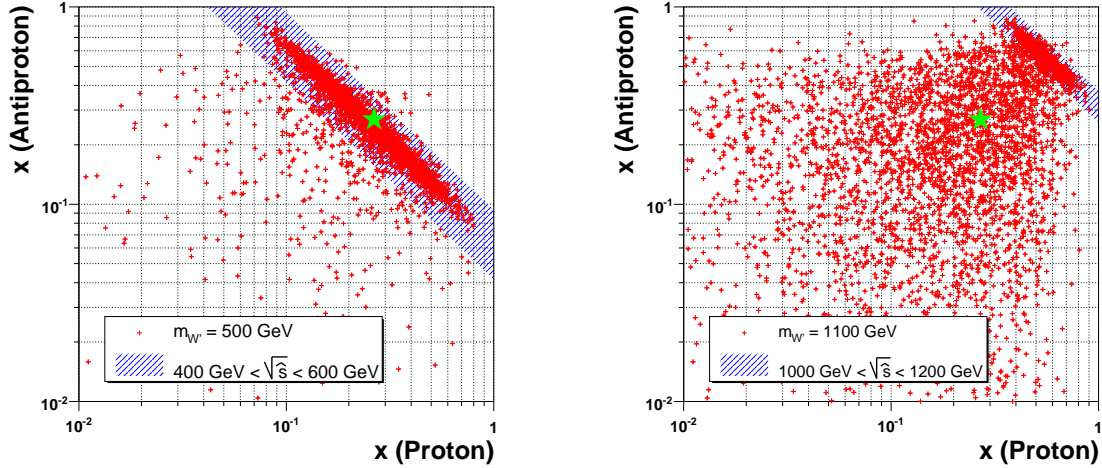 x (Antiproton)
1
10⁻¹
10⁻²
10⁻²
10⁻¹
1
x (Proton)
m_W' = 500 GeV
400 GeV < √ŝ < 600 GeV
x (Antiproton)
1
10⁻¹
10⁻²
10⁻²
10⁻¹
1
x (Proton)
m_W' = 1100 GeV
1000 GeV < √ŝ < 1200 GeV